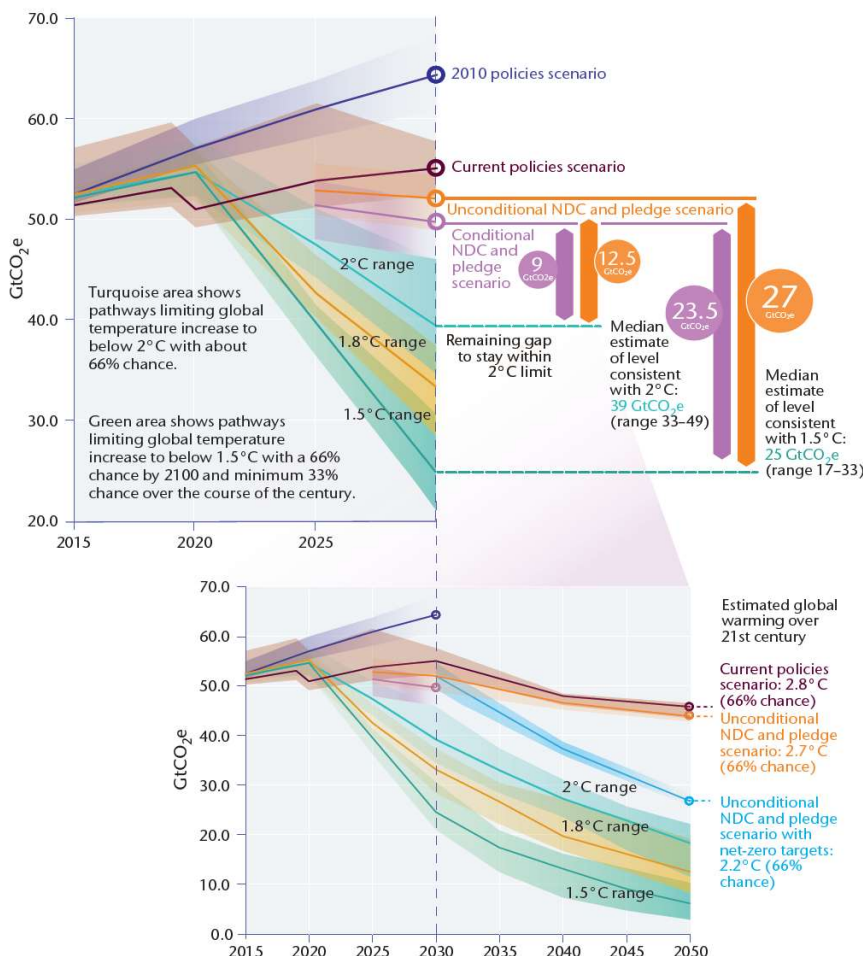 70.0
60.0
50.0
40.0
30.0
20.0
GtCO₂e
2015
2020
2025
2010 policies scenario
Current policies scenario
Unconditional NDC and pledge scenario
Conditional
NDC and
pledge
scenario
2°C range
1.8°C range
1.5°C range
Turquoise area shows
pathways limiting global
temperature increase to
below 2°C with about
66% chance.
Green area shows pathways
limiting global temperature
increase to below 1.5°C with a 66%
chance by 2100 and minimum 33%
chance over the course of the century.
9
GtCO2e
12.5
GtCO₂e
23.5
GtCO₂e
27
GtCO₂e
Remaining gap
to stay within
2°C limit
Median
estimate
of level
consistent
with 2°C:
39 GtCO₂e
(range 33–49)
Median
estimate
of level
consistent
with 1.5°C:
25 GtCO₂e
(range 17–33)
70.0
60.0
50.0
40.0
30.0
20.0
10.0
0.0
GtCO₂e
2015
2020
2025
2030
2035
2040
2045
2050
2°C range
1.8°C range
1.5°C range
Estimated global
warming over
21st century
Current policies
scenario: 2.8°C
(66% chance)
Unconditional
NDC and pledge
scenario: 2.7°C
(66% chance)
Unconditional
NDC and pledge
scenario with
net-zero targets:
2.2°C (66%
chance)